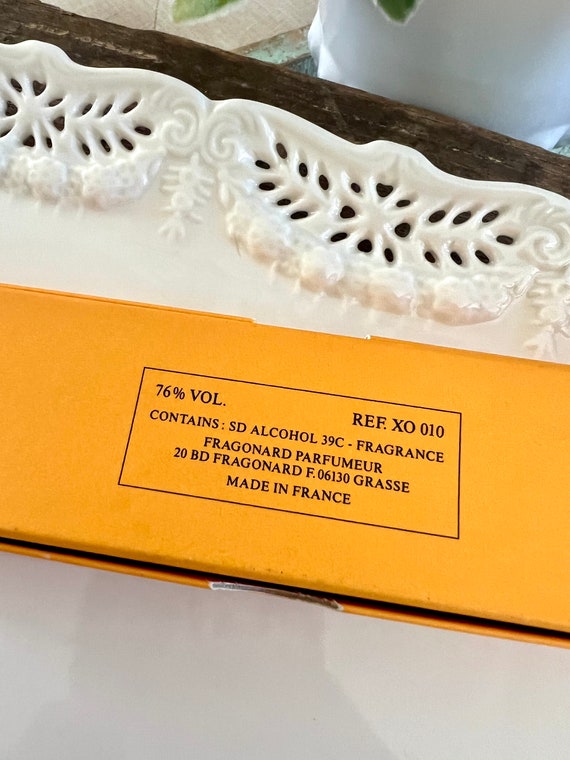 76% VOL.
REF. XO 010
CONTAINS : SD ALCOHOL 39C - FRAGRANCE
FRAGONARD PARFUMEUR
20 BD FRAGONARD F. 06130 GRASSE
MADE IN FRANCE